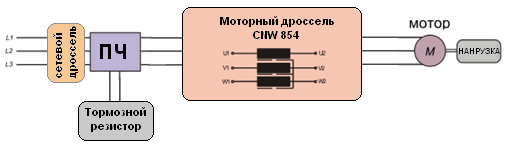 Моторный дроссель
CNW 854
МОТОР
L1
L2
L3
сетевой
дроссель
ПЧ
U1
U2
V1
V2
W1
W2
M
НАГРУЗКА
Тормозной
резистор